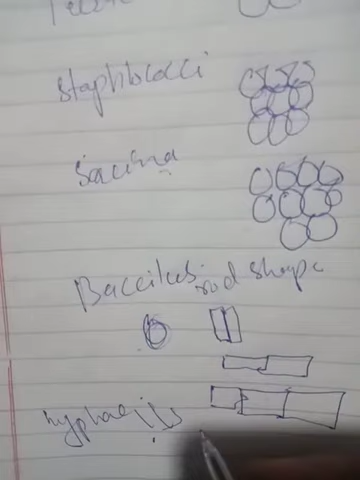 Staphlococci
Sacina
Baccilus. rod shape
hyphae